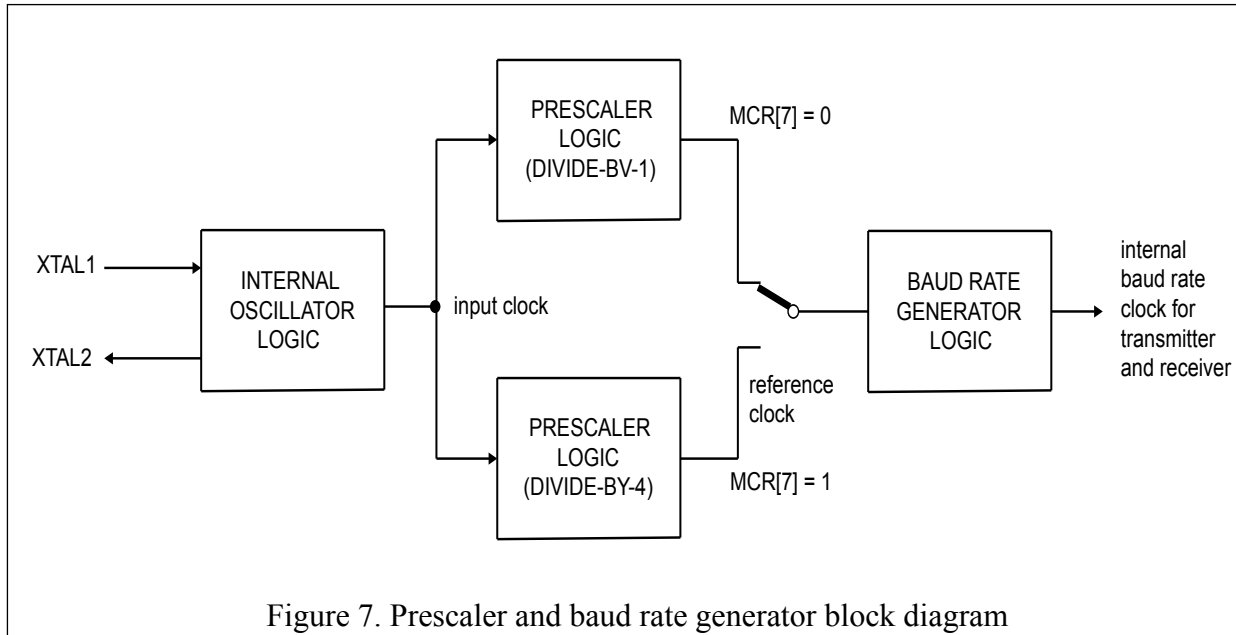 PRESCALER
LOGIC
(DIVIDE-BV-1)
MCR[7] = 0
XTAL1
XTAL2
INTERNAL
OSCILLATOR
LOGIC
input clock
BAUD RATE
GENERATOR
LOGIC
internal
baud rate
clock for
transmitter
and receiver
reference
clock
PRESCALER
LOGIC
(DIVIDE-BY-4)
MCR[7] = 1
Figure 7. Prescaler and baud rate generator block diagram